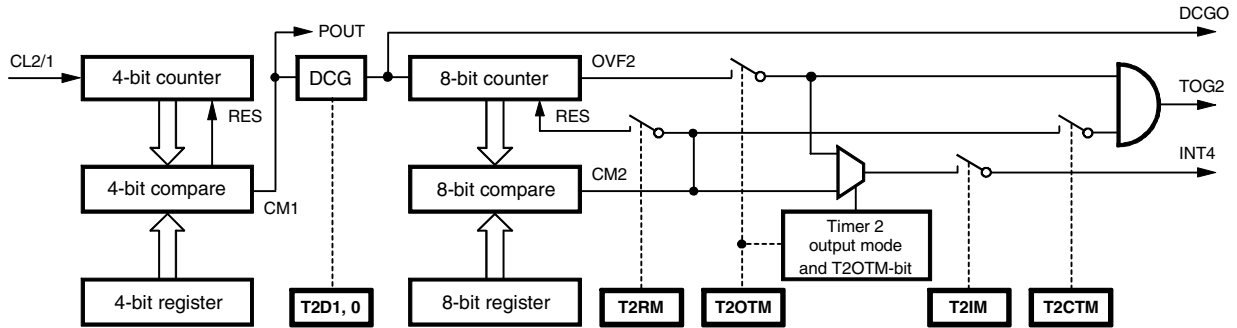 DCGO
POUT
CL2/1
4-bit counter
DCG
8-bit counter
OVF2
TOG2
RES
RES
INT4
4-bit compare
CM1
8-bit compare
CM2
Timer 2
output mode
and T2OTM-bit
4-bit register
T2D1, 0
8-bit register
T2RM
T2OTM
T2IM
T2CTM